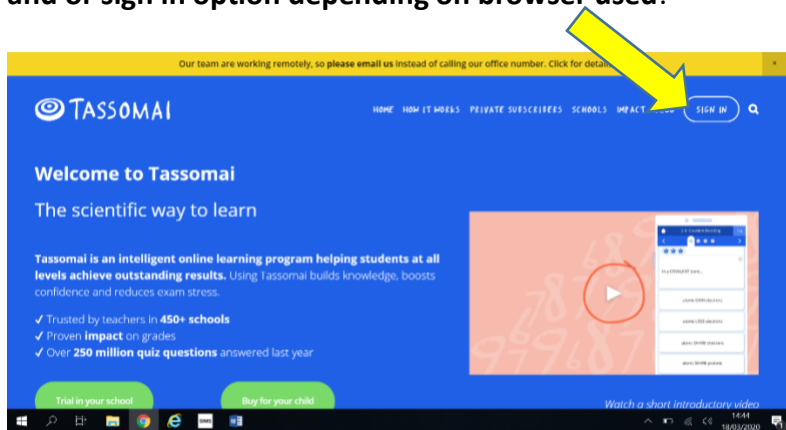 and or sign in option depending on browser used!
Our team are working remotely, so please email us instead of calling our office number. Click for
TASSOMAI
HOME HOW IT WORKS PRIVATE SUBSCRIBERS SCHOOLS IMPACT SIGN IN
Welcome to Tassomai
The scientific way to learn
Tassomai is an intelligent online learning program helping students at all
levels achieve outstanding results. Using Tassomai builds knowledge, boosts
confidence and reduces exam stress.
✓ Trusted by teachers in 450+ schools
✓ Proven impact on grades
✓ Over 250 million quiz questions answered last year
Trial in your school
Buy for your child
Watch a short introductory video
14:44
18/03/2020